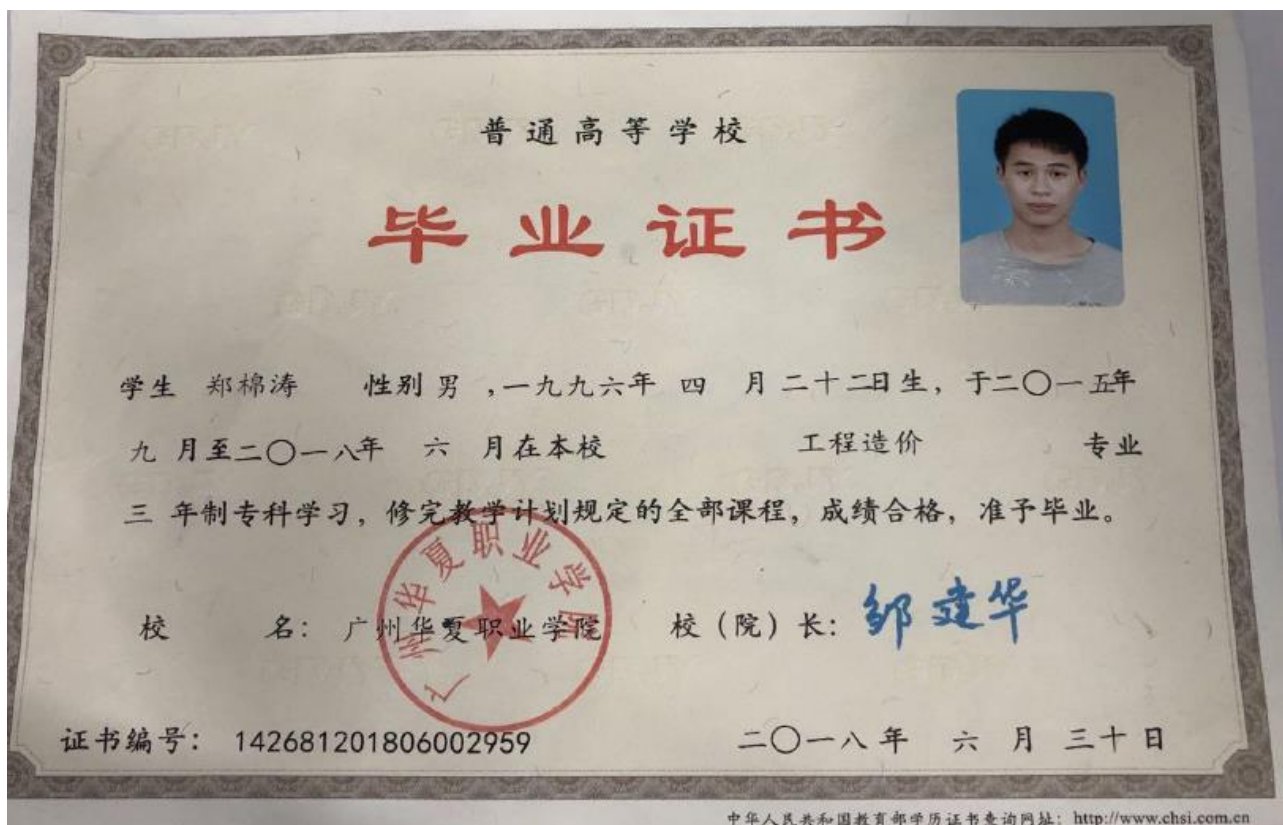 普通高等学校
毕业证书
学生 郑棉涛 性别 男 ,一九九六年 四 月 二十二日生, 于二〇一五年
九 月至二〇一八年 六 月在本校 工程造价 专业
三 年制专科学习, 修完教学计划规定的全部课程, 成绩合格, 准予毕业。
广州华夏职业学院
校 名: 广州华夏职业学院 校(院)长: 邹建华
证书编号: 142681201806002959 二〇一八年 六 月 三十日
中华人民共和国教育部学历证书查询网址: http://www.chsi.com.cn